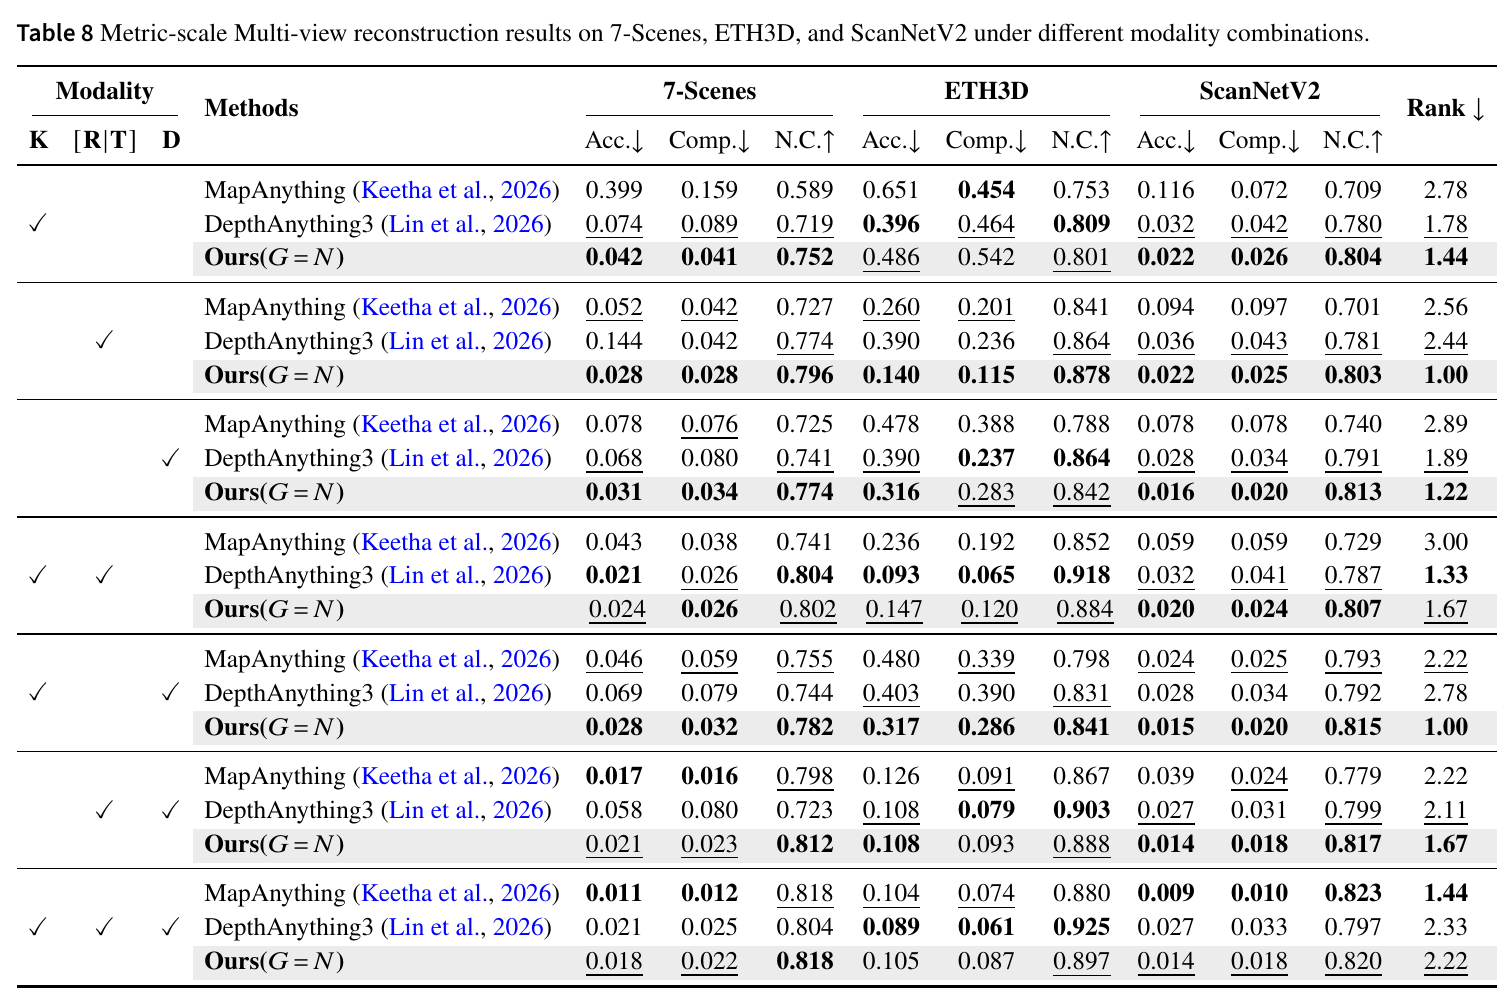 Table 8 Metric-scale Multi-view reconstruction results on 7-Scenes, ETH3D, and ScanNetV2 under different modality combinations.
Modality Methods 7-Scenes ETH3D ScanNetV2 Rank ↓
K [R|T] D Acc.↓ Comp.↓ N.C.↑ Acc.↓ Comp.↓ N.C.↑ Acc.↓ Comp.↓ N.C.↑
MapAnything (Keetha et al., 2026) 0.399 0.159 0.589 0.651 0.454 0.753 0.116 0.072 0.709 2.78
✓ DepthAnything3 (Lin et al., 2026) 0.074 0.089 0.719 0.396 0.464 0.809 0.032 0.042 0.780 1.78
Ours(G = N) 0.042 0.041 0.752 0.486 0.542 0.801 0.022 0.026 0.804 1.44
MapAnything (Keetha et al., 2026) 0.052 0.042 0.727 0.260 0.201 0.841 0.094 0.097 0.701 2.56
✓ DepthAnything3 (Lin et al., 2026) 0.144 0.042 0.774 0.390 0.236 0.864 0.036 0.043 0.781 2.44
Ours(G = N) 0.028 0.028 0.796 0.140 0.115 0.878 0.022 0.025 0.803 1.00
MapAnything (Keetha et al., 2026) 0.078 0.076 0.725 0.478 0.388 0.788 0.078 0.078 0.740 2.89
✓ DepthAnything3 (Lin et al., 2026) 0.068 0.080 0.741 0.390 0.237 0.864 0.028 0.034 0.791 1.89
Ours(G = N) 0.031 0.034 0.774 0.316 0.283 0.842 0.016 0.020 0.813 1.22
MapAnything (Keetha et al., 2026) 0.043 0.038 0.741 0.236 0.192 0.852 0.059 0.059 0.729 3.00
✓ ✓ DepthAnything3 (Lin et al., 2026) 0.021 0.026 0.804 0.093 0.065 0.918 0.032 0.041 0.787 1.33
Ours(G = N) 0.024 0.026 0.802 0.147 0.120 0.884 0.020 0.024 0.807 1.67
MapAnything (Keetha et al., 2026) 0.046 0.059 0.755 0.480 0.339 0.798 0.024 0.025 0.793 2.22
✓ ✓ DepthAnything3 (Lin et al., 2026) 0.069 0.079 0.744 0.403 0.390 0.831 0.028 0.034 0.792 2.78
Ours(G = N) 0.028 0.032 0.782 0.317 0.286 0.841 0.015 0.020 0.815 1.00
MapAnything (Keetha et al., 2026) 0.017 0.016 0.798 0.126 0.091 0.867 0.039 0.024 0.779 2.22
✓ ✓ DepthAnything3 (Lin et al., 2026) 0.058 0.080 0.723 0.108 0.079 0.903 0.027 0.031 0.799 2.11
Ours(G = N) 0.021 0.023 0.812 0.108 0.093 0.888 0.014 0.018 0.817 1.67
MapAnything (Keetha et al., 2026) 0.011 0.012 0.818 0.104 0.074 0.880 0.009 0.010 0.823 1.44
✓ ✓ ✓ DepthAnything3 (Lin et al., 2026) 0.021 0.025 0.804 0.089 0.061 0.925 0.027 0.033 0.797 2.33
Ours(G = N) 0.018 0.022 0.818 0.105 0.087 0.897 0.014 0.018 0.820 2.22